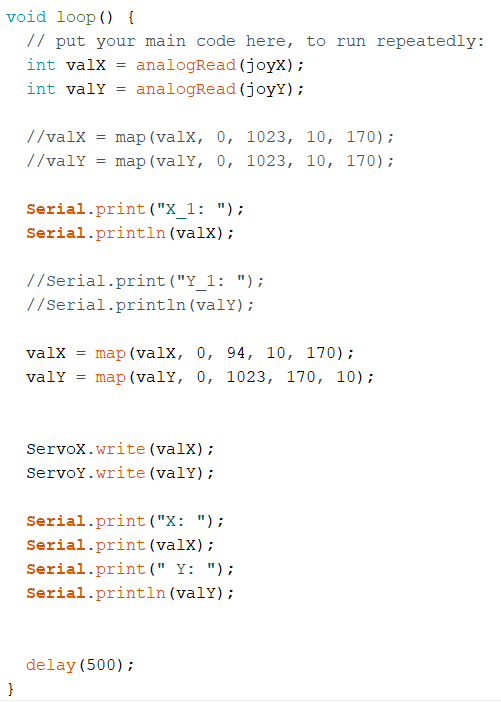 void loop() {
  // put your main code here, to run repeatedly:
  int valX = analogRead(joyX);
  int valY = analogRead(joyY);

  //valX = map(valX, 0, 1023, 10, 170);
  //valY = map(valY, 0, 1023, 10, 170);

  Serial.print("X_1: ");
  Serial.println(valX);

  //Serial.print("Y_1: ");
  //Serial.println(valY);

  valX = map(valX, 0, 94, 10, 170);
  valY = map(valY, 0, 1023, 170, 10);


  ServoX.write(valX);
  ServoY.write(valY);

  Serial.print("X: ");
  Serial.print(valX);
  Serial.print(" Y: ");
  Serial.println(valY);


  delay(500);
}